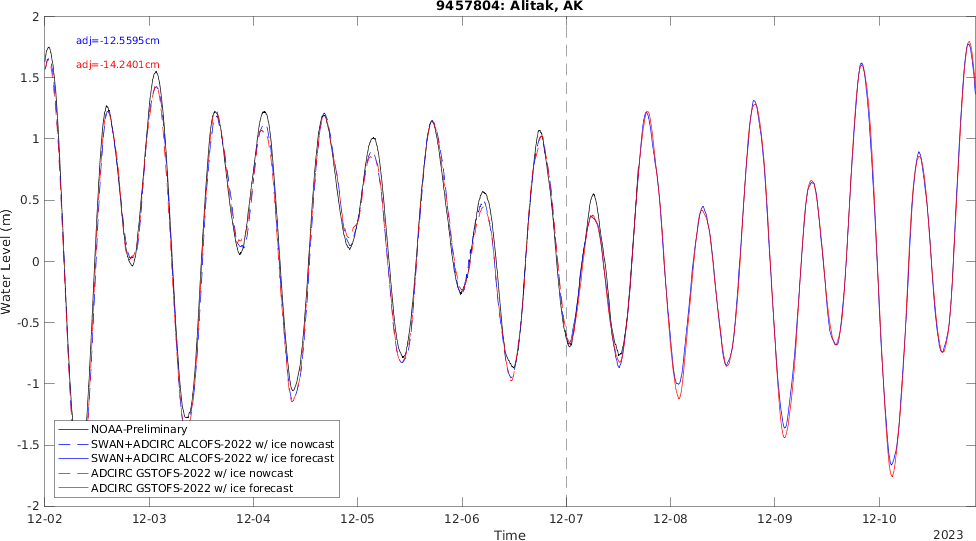 9457804: Alitak, AK
adj=-12.5595cm
adj=-14.2401cm
Water Level (m)
2
1.5
1
0.5
0
-0.5
-1
-1.5
-2
NOAA-Preliminary
SWAN+ADCIRC ALCOFS-2022 w/ ice nowcast
SWAN+ADCIRC ALCOFS-2022 w/ ice forecast
ADCIRC GSTOFS-2022 w/ ice nowcast
ADCIRC GSTOFS-2022 w/ ice forecast
12-02 12-03 12-04 12-05 12-06 12-07 12-08 12-09 12-10
Time
2023